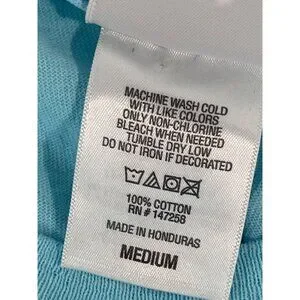 MACHINE WASH COLD
WITH LIKE COLORS
ONLY NON-CHLORINE
BLEACH WHEN NEEDED
TUMBLE DRY LOW
DO NOT IRON IF DECORATED
100% COTTON
RN # 147258
MADE IN HONDURAS
MEDIUM